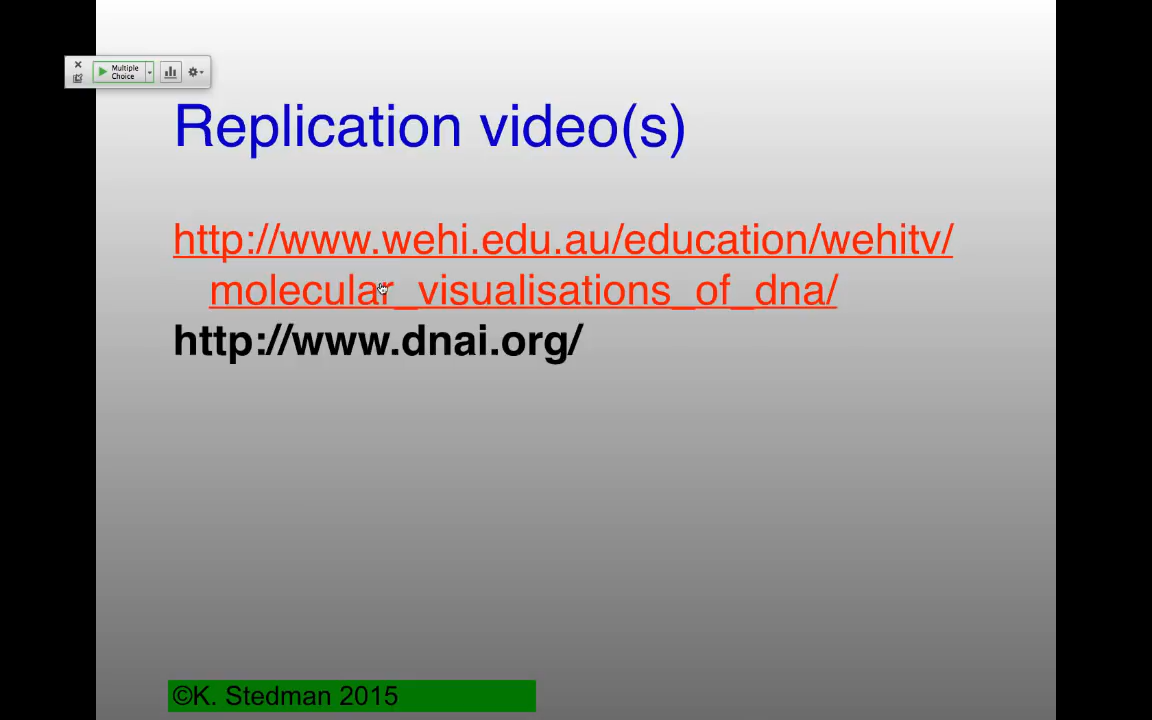 Multiple
Choice
Replication video(s)
http://www.wehi.edu.au/education/wehitv/
molecular_visualisations_of_dna/
http://www.dnai.org/
©K. Stedman 2015